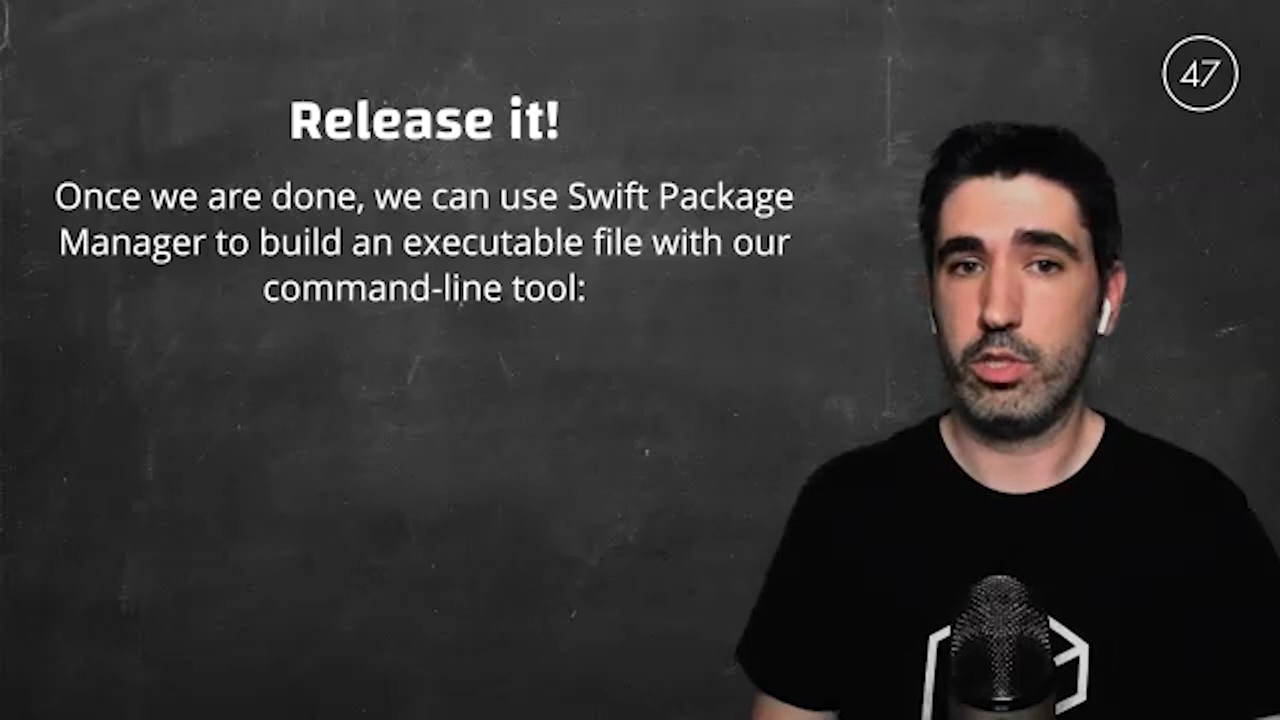 47
Release it!
Once we are done, we can use Swift Package
Manager to build an executable file with our
command-line tool: